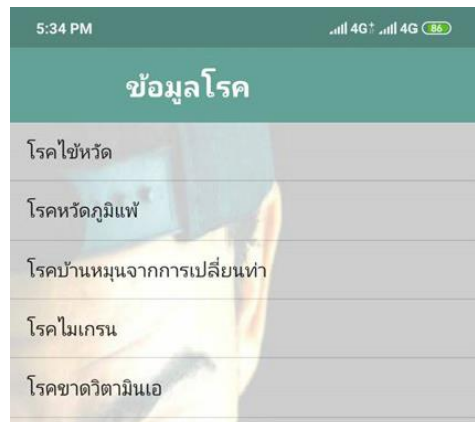 5:34 PM 4G+ 4G 86
ข้อมูลโรค
โรคไข้หวัด
โรคหวัดภูมิแพ้
โรคบ้านหมุนจากการเปลี่ยนท่า
โรคไมเกรน
โรคขาดวิตามินเอ